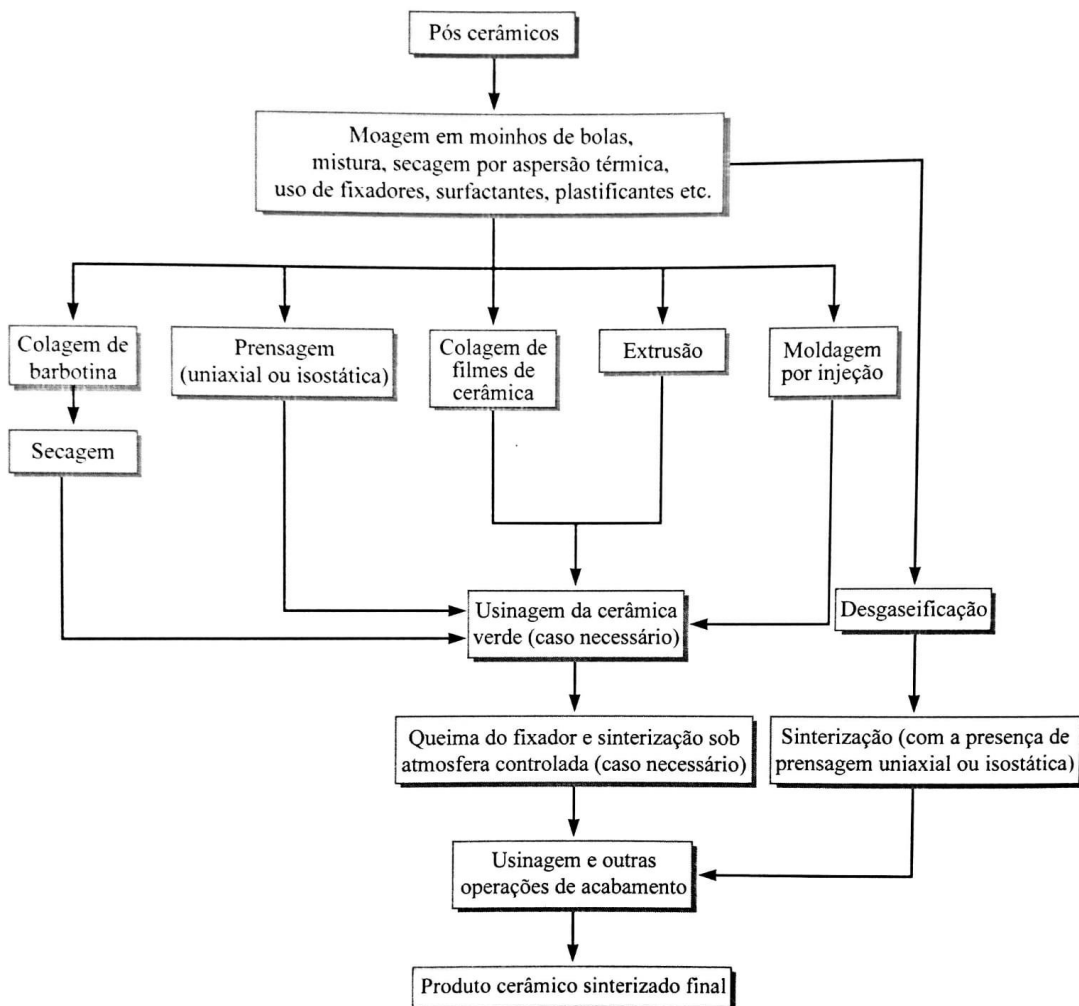 Pós cerâmicos
Moagem em moinhos de bolas,
mistura, secagem por aspersão térmica,
uso de fixadores, surfactantes, plastificantes etc.
Colagem de
barbotina
Prensagem
(uniaxial ou isostática)
Colagem de
filmes de
cerâmica
Extrusão
Moldagem
por injeção
Secagem
Usinagem da cerâmica
verde (caso necessário)
Desgaseificação
Queima do fixador e sinterização sob
atmosfera controlada (caso necessário)
Sinterização (com a presença de
prensagem uniaxial ou isostática)
Usinagem e outras
operações de acabamento
Produto cerâmico sinterizado final